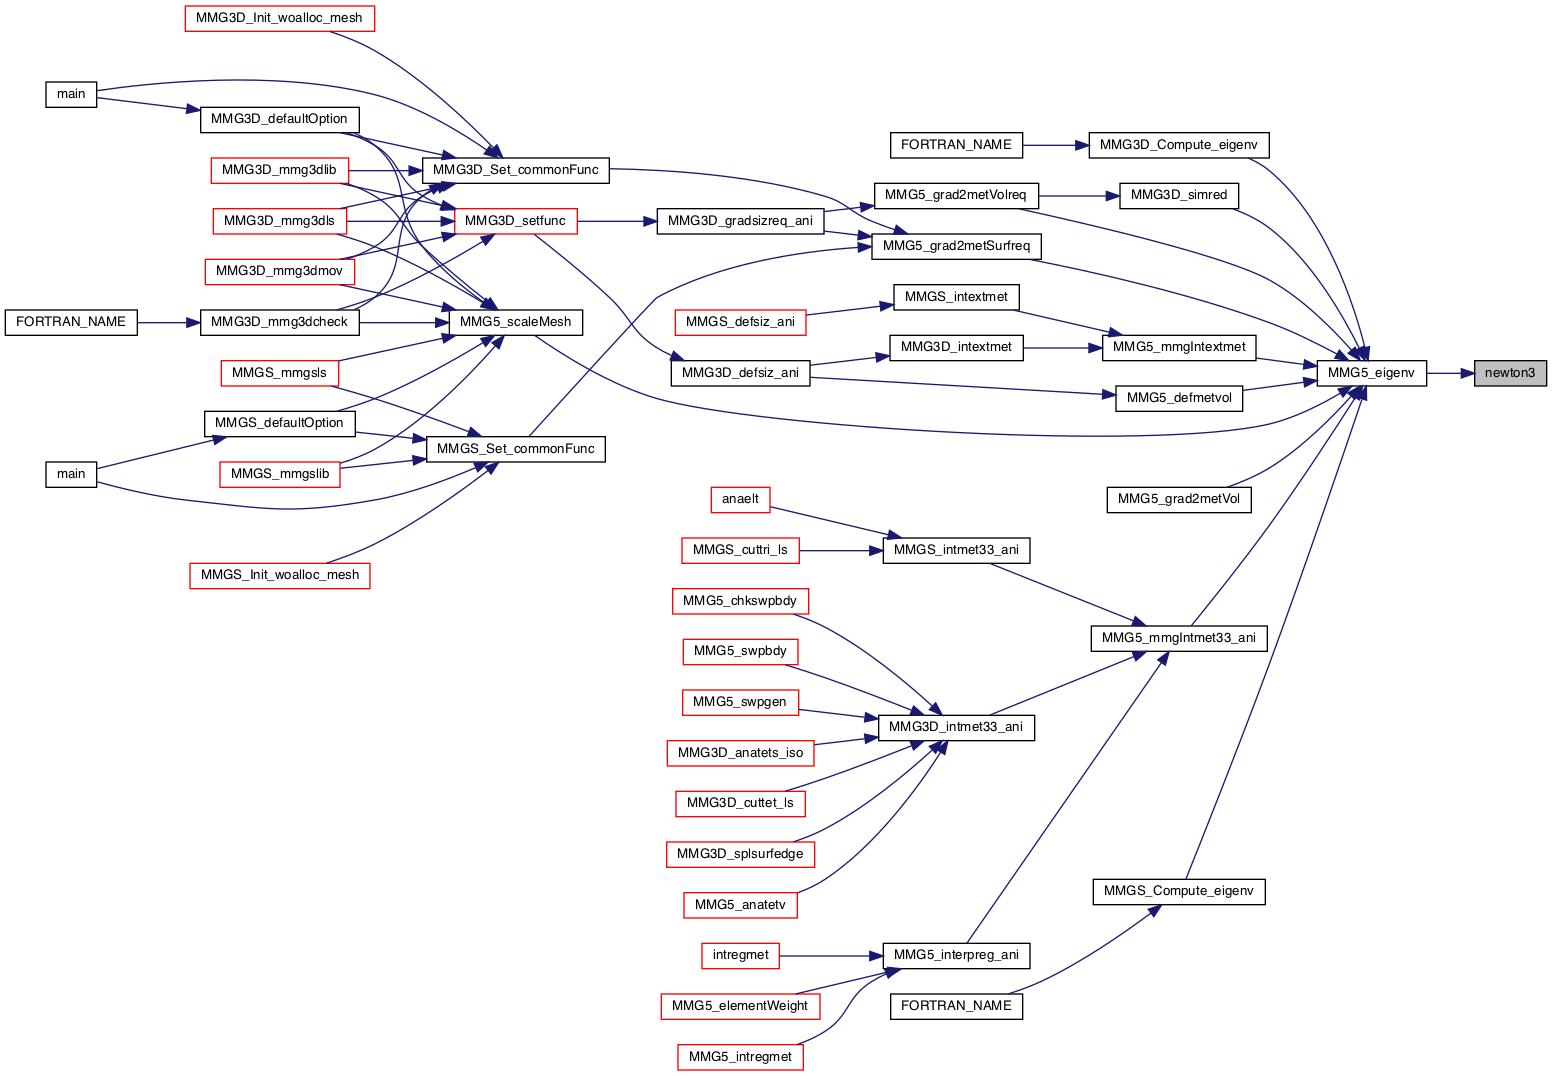 MMG3D_Init_woalloc_mesh
main
MMG3D_defaultOption
FORTRAN_NAME
MMG3D_Compute_eigenv
MMG3D_mmg3dlib
MMG3D_Set_commonFunc
MMG5_grad2metVolreq
MMG3D_simred
MMG3D_mmg3dls
MMG3D_setfunc
MMG3D_gradsizreq_ani
MMG5_grad2metSurfreq
MMG3D_mmg3dmov
MMGS_intextmet
FORTRAN_NAME
MMG3D_mmg3dcheck
MMG5_scaleMesh
MMGS_defsiz_ani
MMG3D_intextmet
MMG5_mmgIntextmet
MMGS_mmgsls
MMG3D_defsiz_ani
MMG5_eigenv
newton3
MMG5_defmetvol
MMGS_defaultOption
MMGS_Set_commonFunc
main
MMGS_mmgslib
anaelt
MMG5_grad2metVol
MMGS_cuttri_ls
MMGS_intmet33_ani
MMGS_Init_woalloc_mesh
MMG5_chkswpbdy
MMG5_mmgIntmet33_ani
MMG5_swpbdy
MMG5_swpgen
MMG3D_intmet33_ani
MMG3D_anatets_iso
MMG3D_cuttet_ls
MMG3D_splsurfedge
MMGS_Compute_eigenv
MMG5_anatetv
intregmet
MMG5_interpreg_ani
MMG5_elementWeight
FORTRAN_NAME
MMG5_intregmet